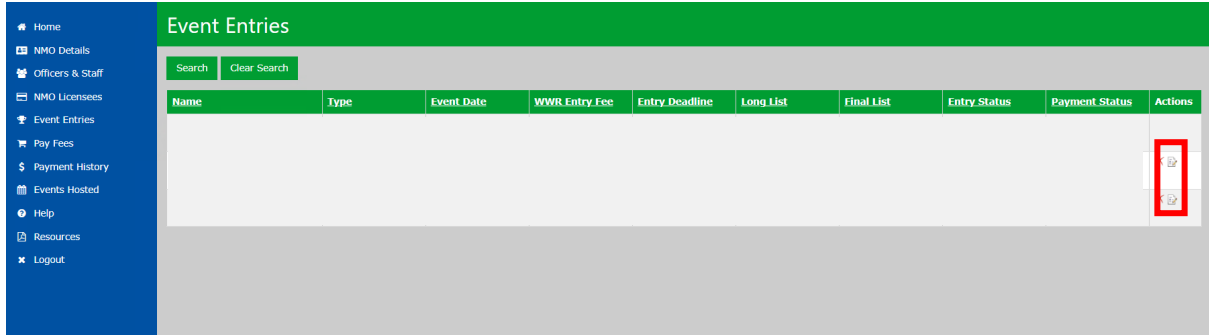 Event Entries
Home
NMO Details
Officers & Staff
NMO Licensees
Event Entries
Pay Fees
$ Payment History
Events Hosted
Help
Resources
Logout
Search Clear Search
Name Type Event Date WWR Entry Fee Entry Deadline Long List Final List Entry Status Payment Status Actions